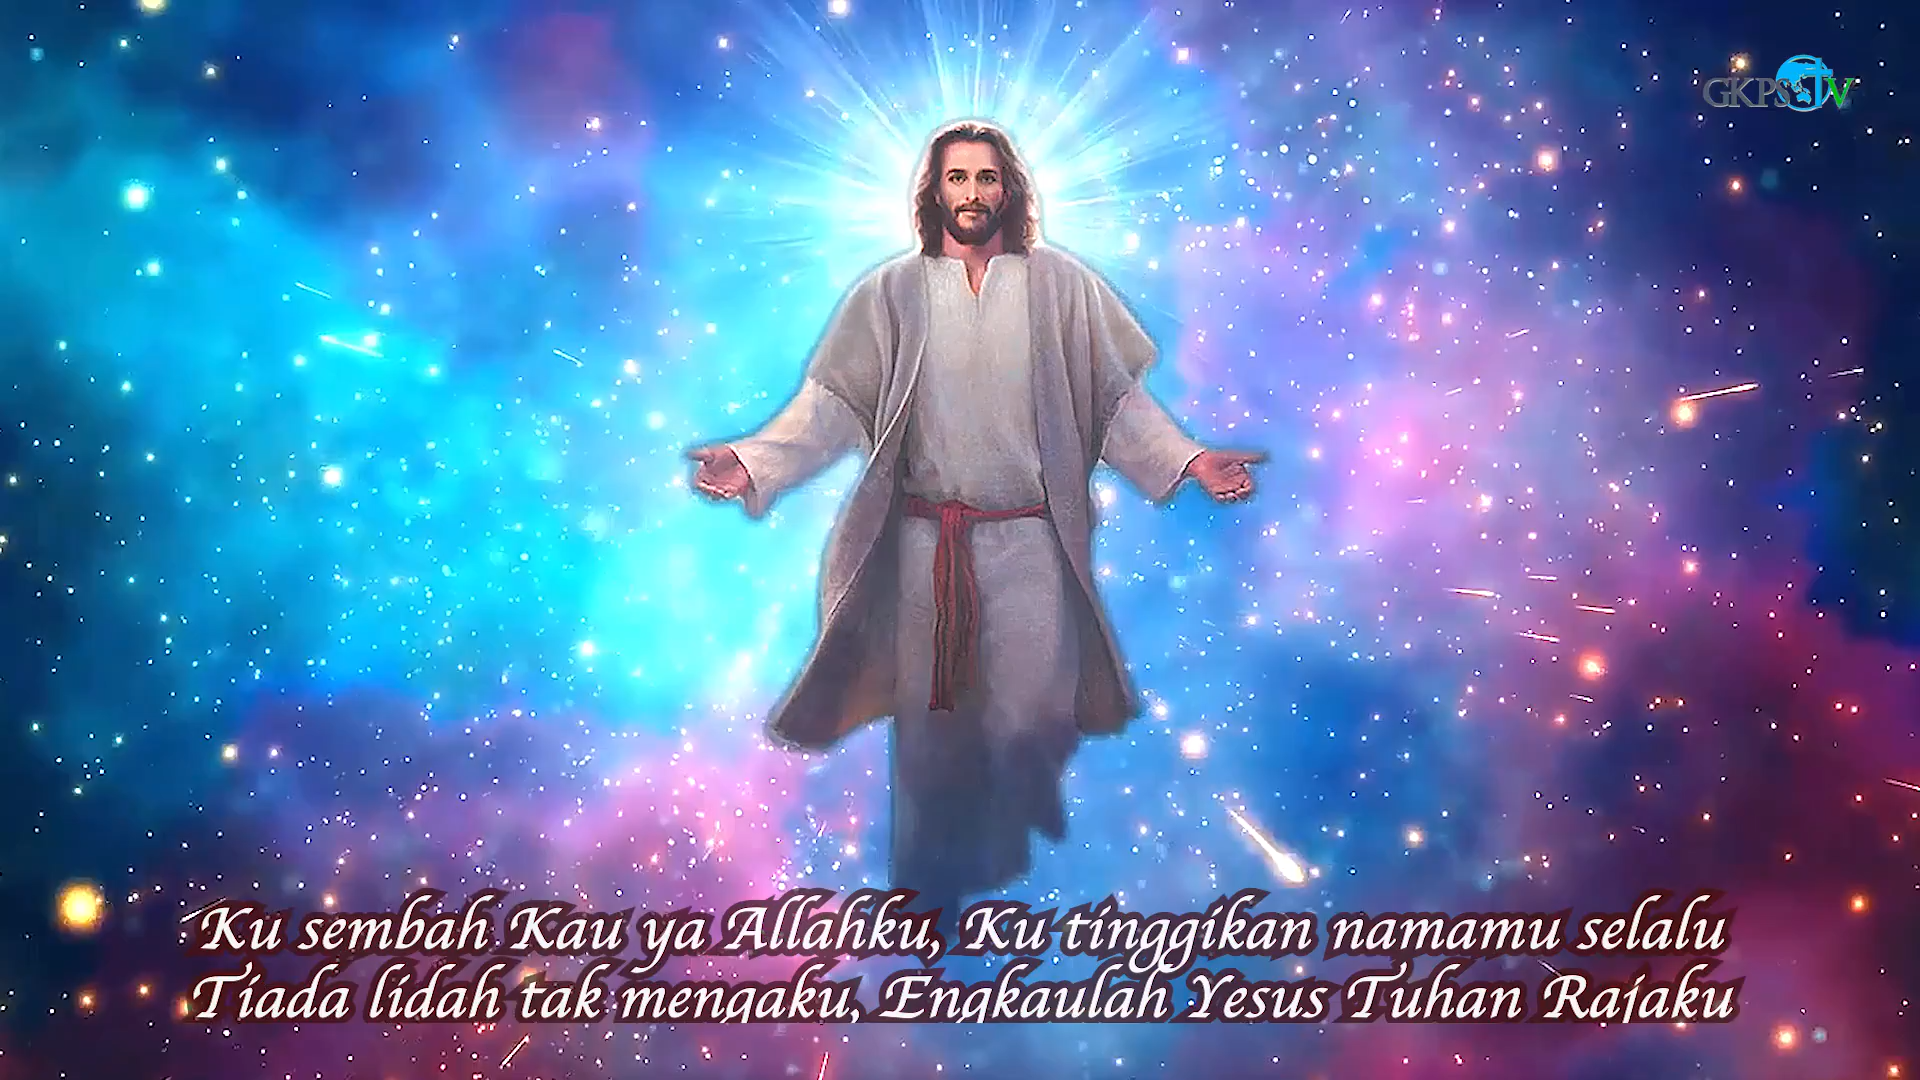 GKPS TV
Ku sembah Kau ya Allahku, Ku tinggikan namamu selalu
Tiada lidah tak mengaku, Engkaulah Yesus Tuhan Rajaku